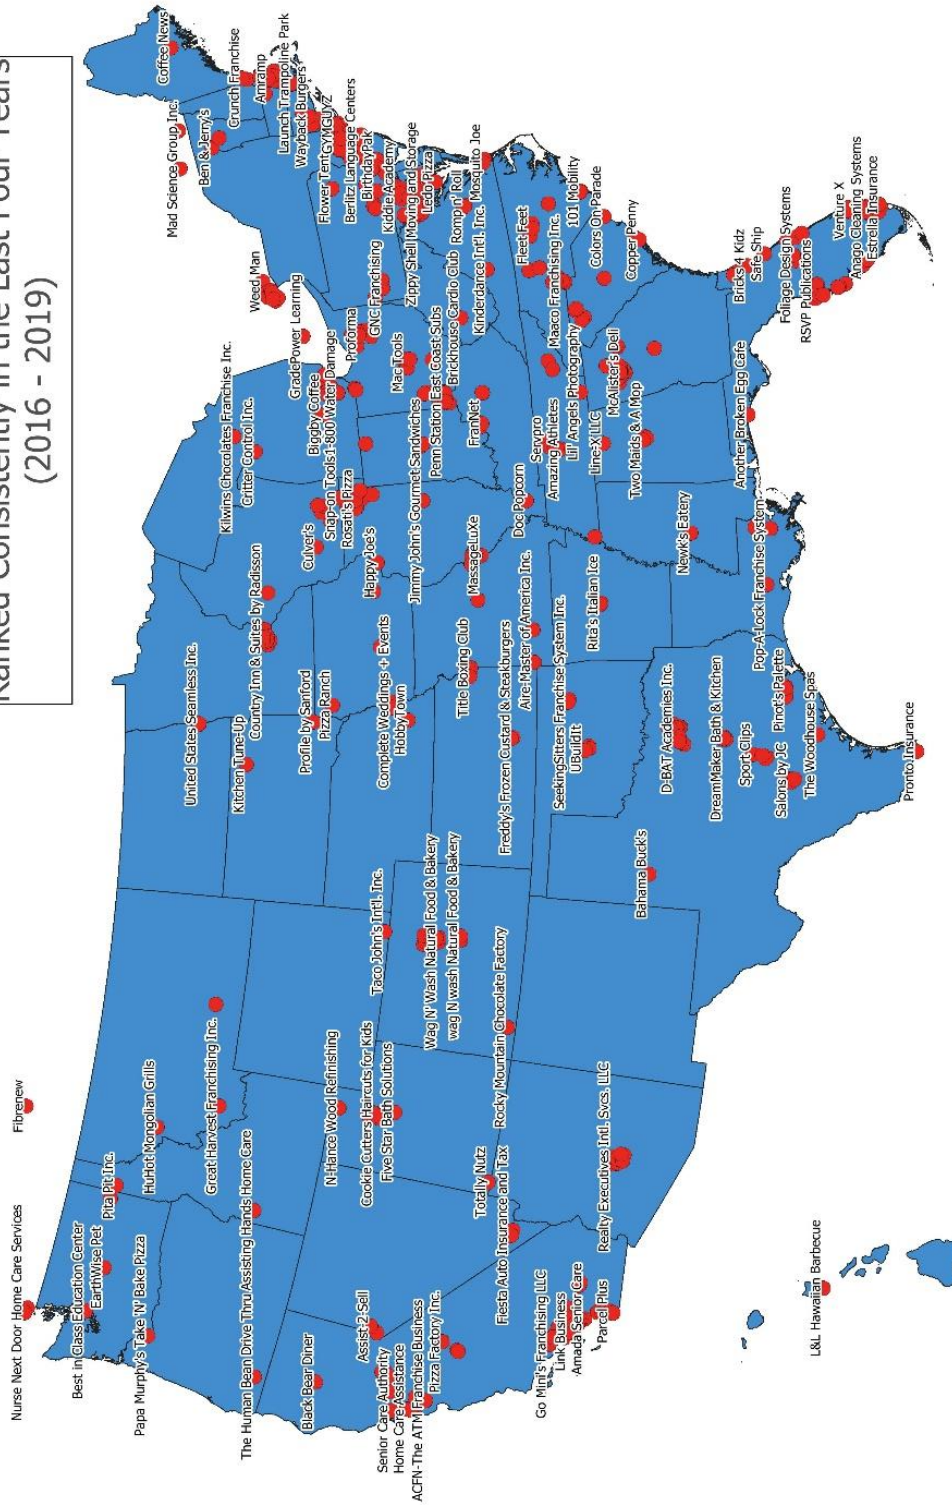 Ranked Consistently in the Last Four Years
(2016 - 2019)
Nurse Next Door Home Care Services
Fibrenew
Best in Class Education Center
EarthWise Pet
Pita Pit Inc.
Papa Murphy's Take N' Bake Pizza
HuHot Mongolian Grills
Great Harvest Franchising Inc.
The Human Bean Drive Thru
Assisting Hands Home Care
Black Bear Diner
N-Hance Wood Refinishing
Cookie Cutters Haircuts for Kids
Five Star Bath Solutions
Assist-2-Sell
Senior Care Authority
Home Care Assistance
ACFN-The ATM Franchise Business
Pizza Factory Inc.
Totally Nutz
Fiesta Auto Insurance and Tax
Rocky Mountain Chocolate Factory
Go Mini's Franchising LLC
Link Business
Amada Senior Care
Parcel Plus
Realty Executives Intl. Svcs. LLC
L&L Hawaiian Barbecue
Taco John's Int'l. Inc.
Wag N' Wash Natural Food & Bakery
wag N wash Natural Food & Bakery
United States Seamless Inc.
Kitchen Tune-Up
Country Inn & Suites by Radisson
Profile by Sanford
Pizza Ranch
Complete Weddings + Events
HobbyTown
Title Boxing Club
Freddy's Frozen Custard & Steakburgers
Aire-Master of America Inc.
SeekingSitters Franchise System Inc.
UBuildIt
Rita's Italian Ice
Bahama Buck's
D-BAT Academies Inc.
DreamMaker Bath & Kitchen
Sport Clips
Salons by JC
Pinot's Palette
The Woodhouse Spas
Pronto Insurance
Pop-A-Lock Franchise System
Newk's Eatery
Kilwins Chocolates Franchise Inc.
Critter Control Inc.
Culver's
Snap-on Tools
Rosati's Pizza
Happy Joe's
Jimmy John's Gourmet Sandwiches
MassageLuXe
Doc Popcorn
Biggby Coffee
1-800 Water Damage
GradePower Learning
Weed Man
Proforma
GNC Franchising
Mac Tools
Penn Station East Coast Subs
Brickhouse Cardio Club
FranNet
Kinderdance Int'l. Inc.
Servpro
Amazing Athletes
Lil' Angels Photography
Line-X LLC
Two Maids & A Mop
McAlister's Deli
Maaco Franchising Inc.
Fleet Feet
101 Mobility
Colors On Parade
Copper Penny
Another Broken Egg Cafe
Bricks 4 Kidz
Safe Ship
Foliage Design Systems
RSVP Publications
Venture X
Anago Cleaning Systems
Estrella Insurance
Mad Science Group Inc.
Ben & Jerry's
Coffee News
Crunch Franchise
Amramp
Launch Trampoline Park
Wayback Burgers
Flower Tent
GYMGUYZ
Berlitz Language Centers
BirthdayPak
Kiddie Academy
Zippy Shell Moving and Storage
Ledo Pizza
Rompin' Roll
Mosquito Joe